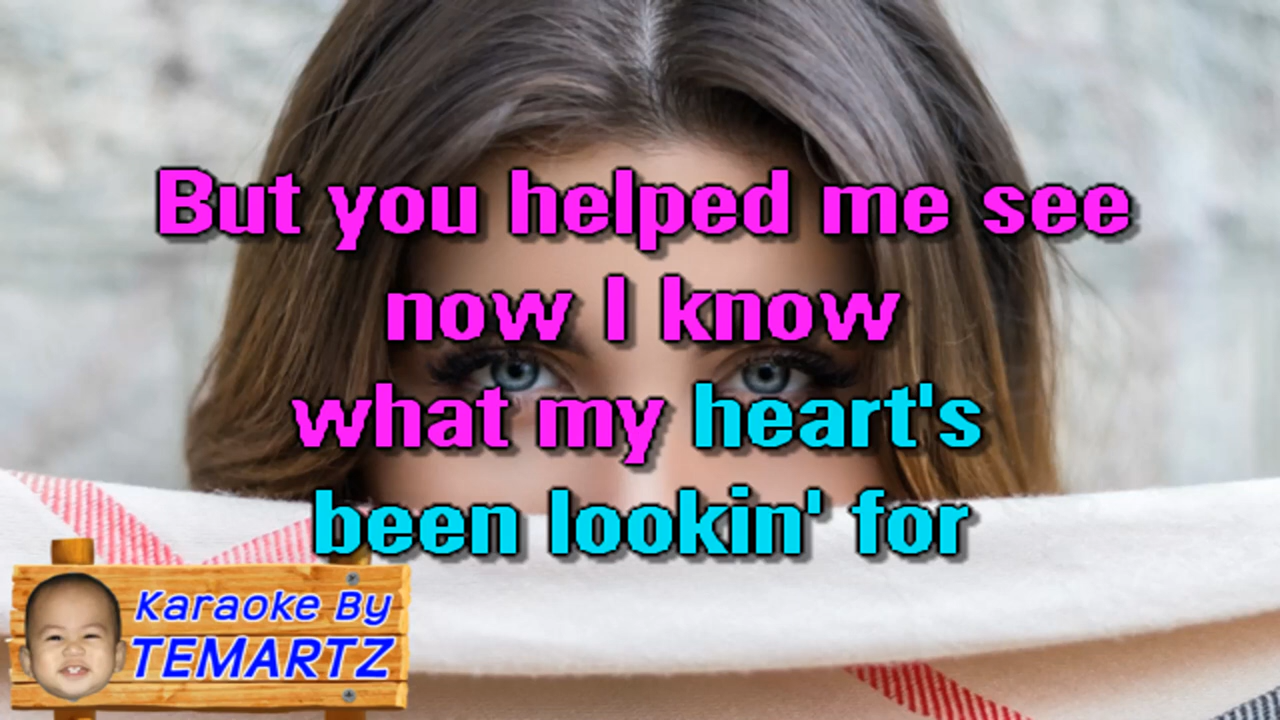 But you helped me see
now I know
what my heart's
been lookin' for
Karaoke By
TEMARTZ